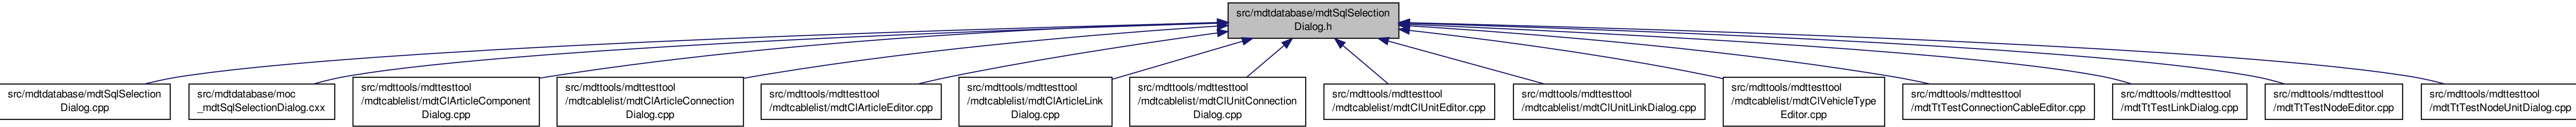 src/mdtdatabase/mdtSqlSelection
Dialog.h
src/mdtdatabase/mdtSqlSelection
Dialog.cpp
src/mdtdatabase/moc
_mdtSqlSelectionDialog.cxx
src/mdttools/mdttesttool
/mdtcablelist/mdtClArticleComponent
Dialog.cpp
src/mdttools/mdttesttool
/mdtcablelist/mdtClArticleConnection
Dialog.cpp
src/mdttools/mdttesttool
/mdtcablelist/mdtClArticleEditor.cpp
src/mdttools/mdttesttool
/mdtcablelist/mdtClArticleLink
Dialog.cpp
src/mdttools/mdttesttool
/mdtcablelist/mdtClUnitConnection
Dialog.cpp
src/mdttools/mdttesttool
/mdtcablelist/mdtClUnitEditor.cpp
src/mdttools/mdttesttool
/mdtcablelist/mdtClUnitLinkDialog.cpp
src/mdttools/mdttesttool
/mdtcablelist/mdtClVehicleType
Editor.cpp
src/mdttools/mdttesttool
/mdtTtTestConnectionCableEditor.cpp
src/mdttools/mdttesttool
/mdtTtTestLinkDialog.cpp
src/mdttools/mdttesttool
/mdtTtTestNodeEditor.cpp
src/mdttools/mdttesttool
/mdtTtTestNodeUnitDialog.cpp